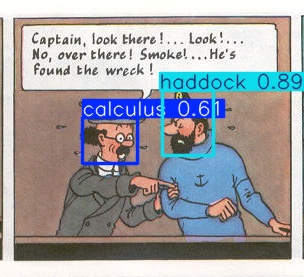 Captain, look there!... Look!...
No, over there! Smoke!....He's
found the wreck!
haddock 0.89
calculus 0.61